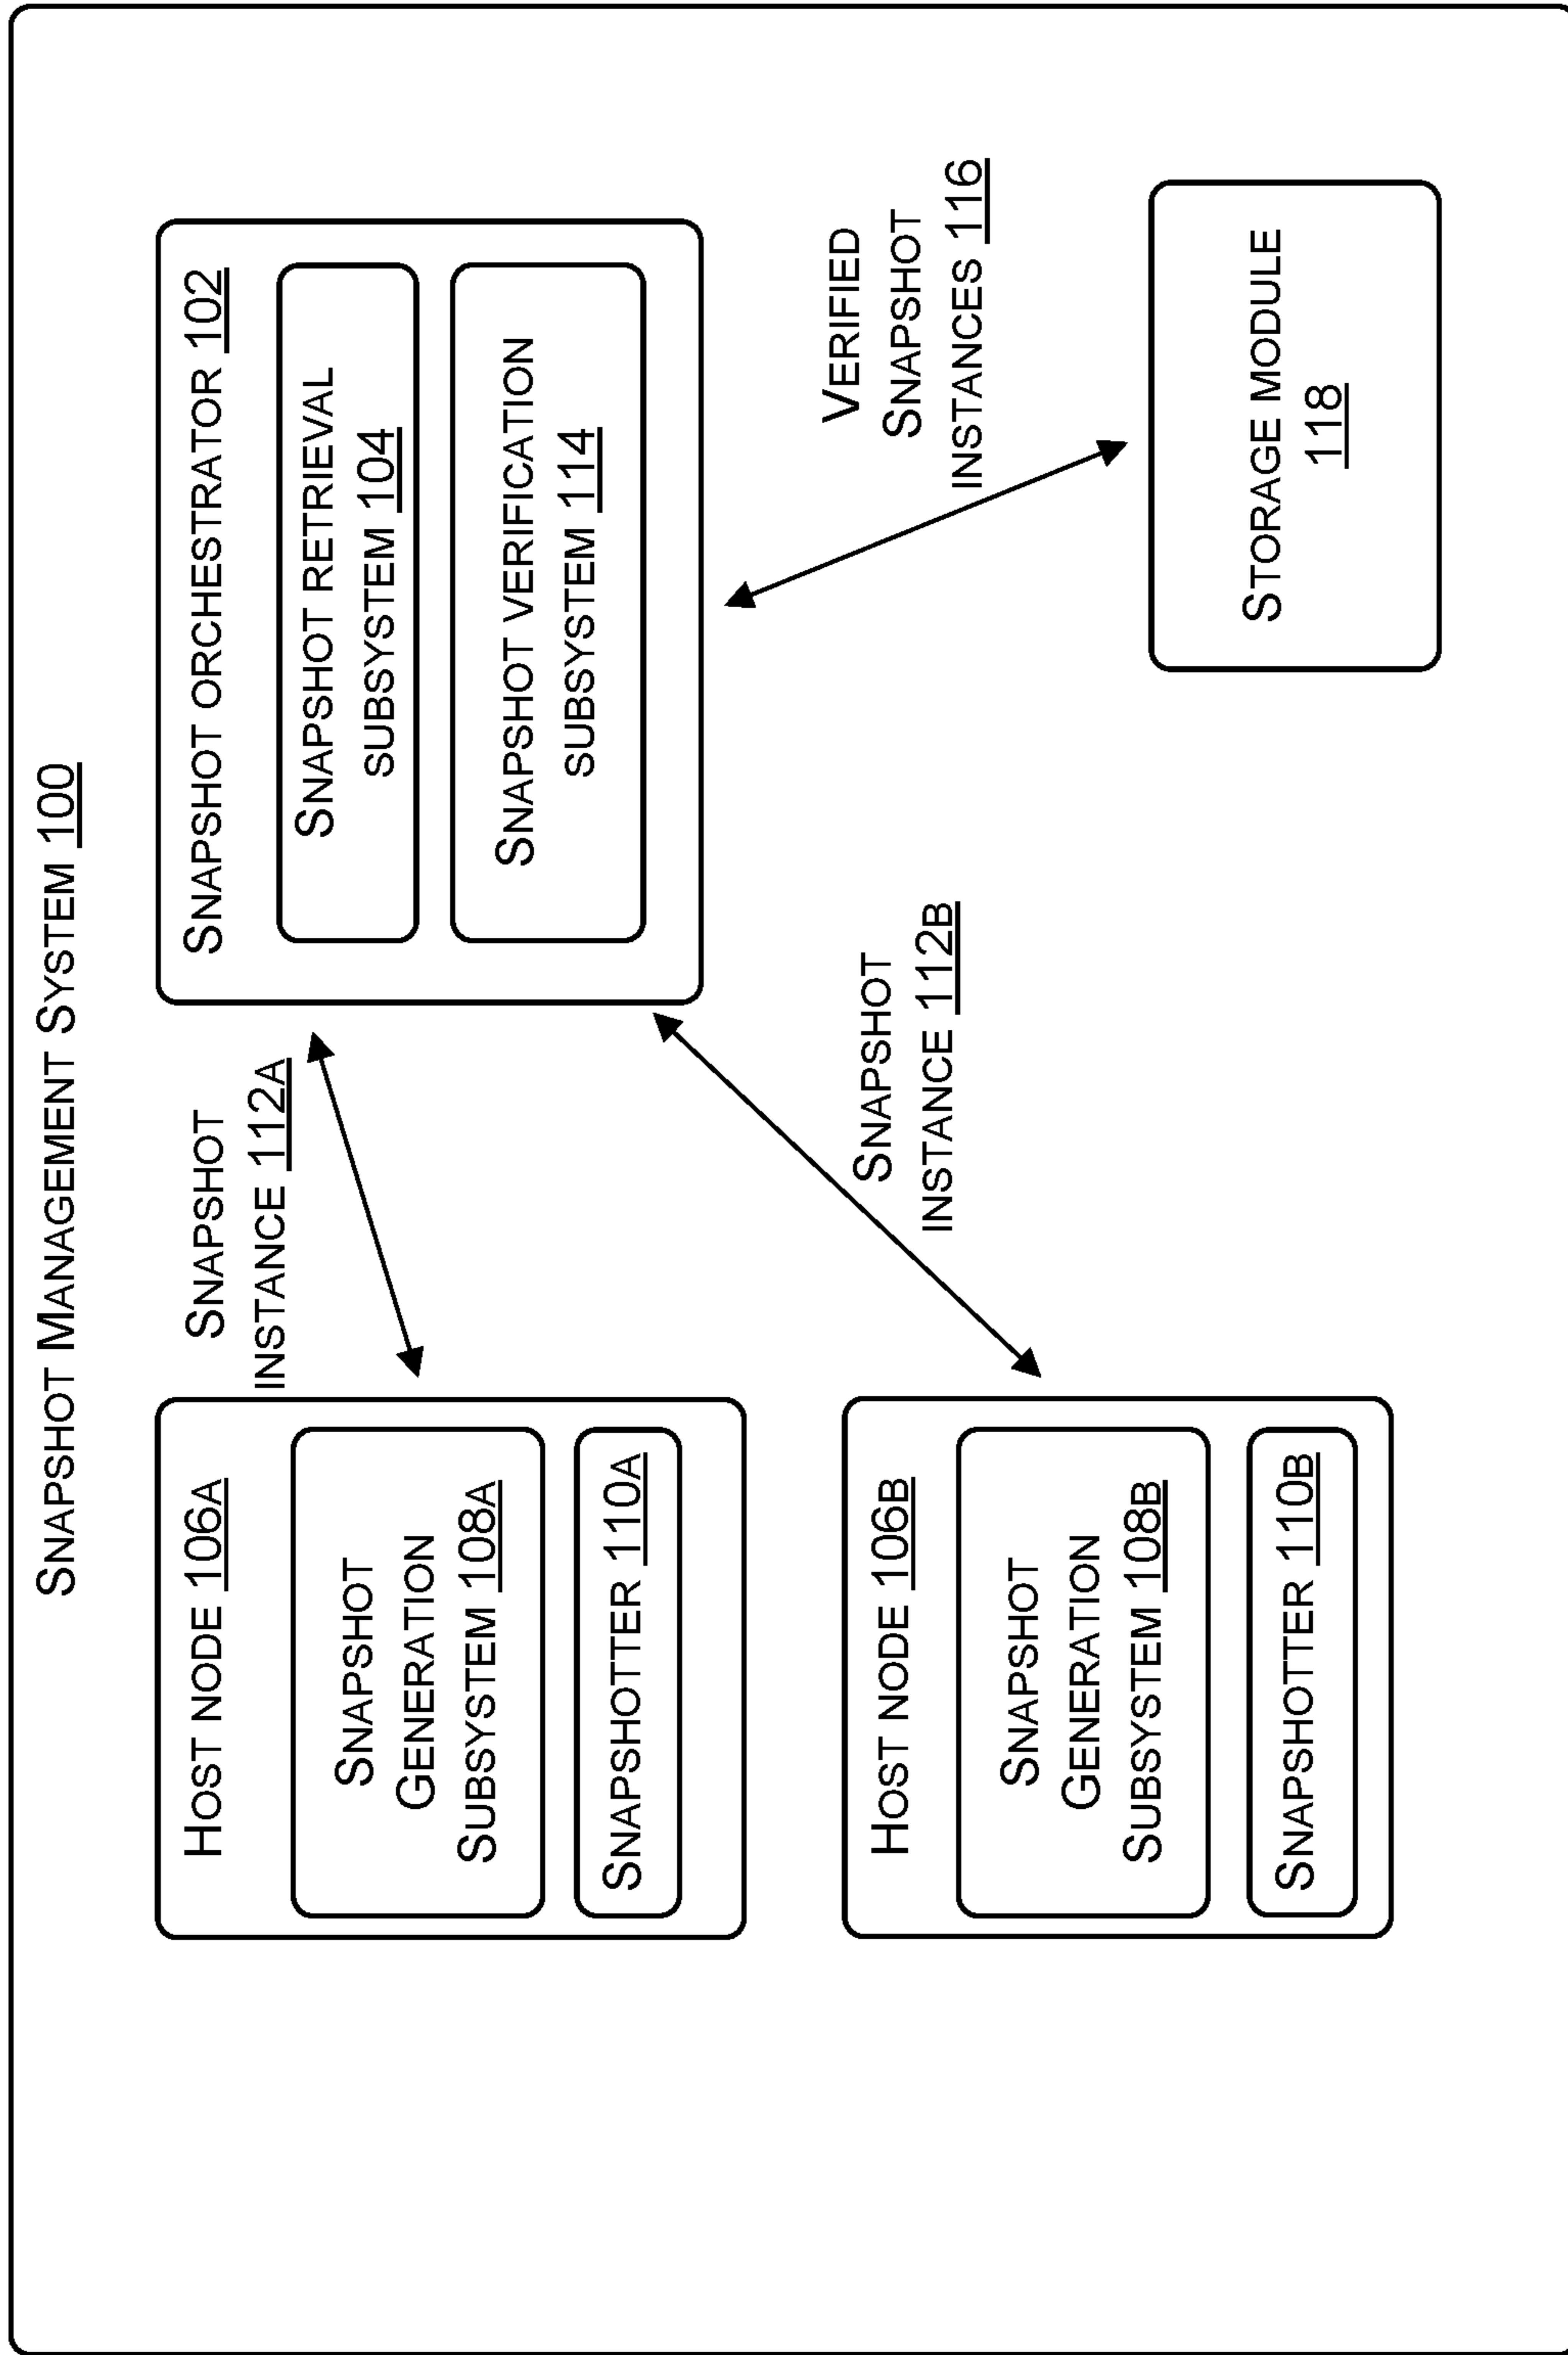 Snapshot Management System 100
Host node 106A
Snapshot
Generation
Subsystem 108A
Snapshotter 110A
Host node 106B
Snapshot
Generation
Subsystem 108B
Snapshotter 110B
Snapshot
instance 112A
Snapshot
instance 112B
Snapshot orchestrator 102
Snapshot retrieval
subsystem 104
Snapshot verification
subsystem 114
Verified
Snapshot
instances 116
Storage module
118